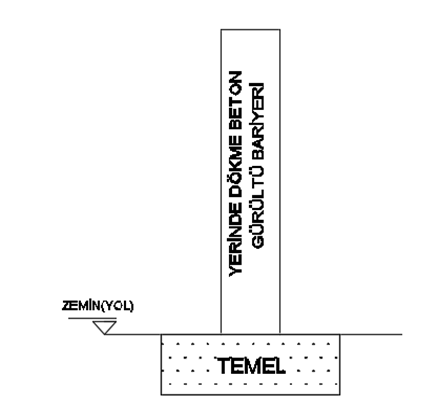 YERİNDE DÖKME BETON
GÜRÜLTÜ BARİYERİ
ZEMİN(YOL)
TEMEL